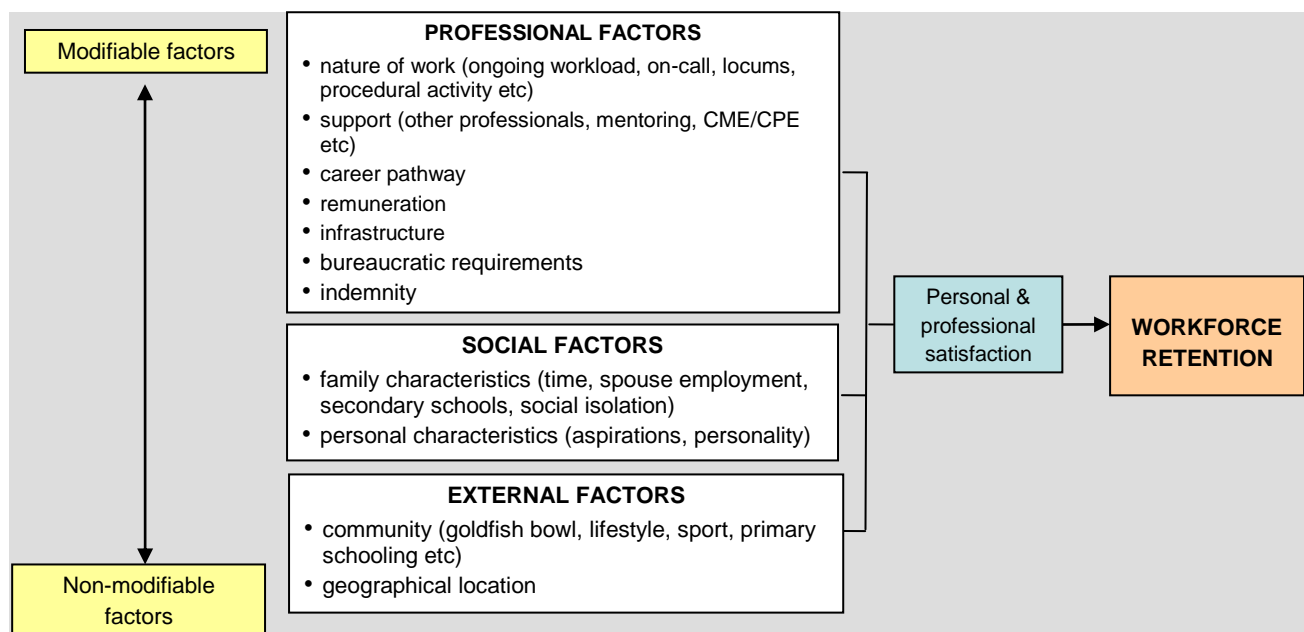 Modifiable factors
Non-modifiable
factors
PROFESSIONAL FACTORS
• nature of work (ongoing workload, on-call, locums,
procedural activity etc)
• support (other professionals, mentoring, CME/CPE
etc)
• career pathway
• remuneration
• infrastructure
• bureaucratic requirements
• indemnity
SOCIAL FACTORS
• family characteristics (time, spouse employment,
secondary schools, social isolation)
• personal characteristics (aspirations, personality)
EXTERNAL FACTORS
• community (goldfish bowl, lifestyle, sport, primary
schooling etc)
• geographical location
Personal &
professional
satisfaction
WORKFORCE
RETENTION